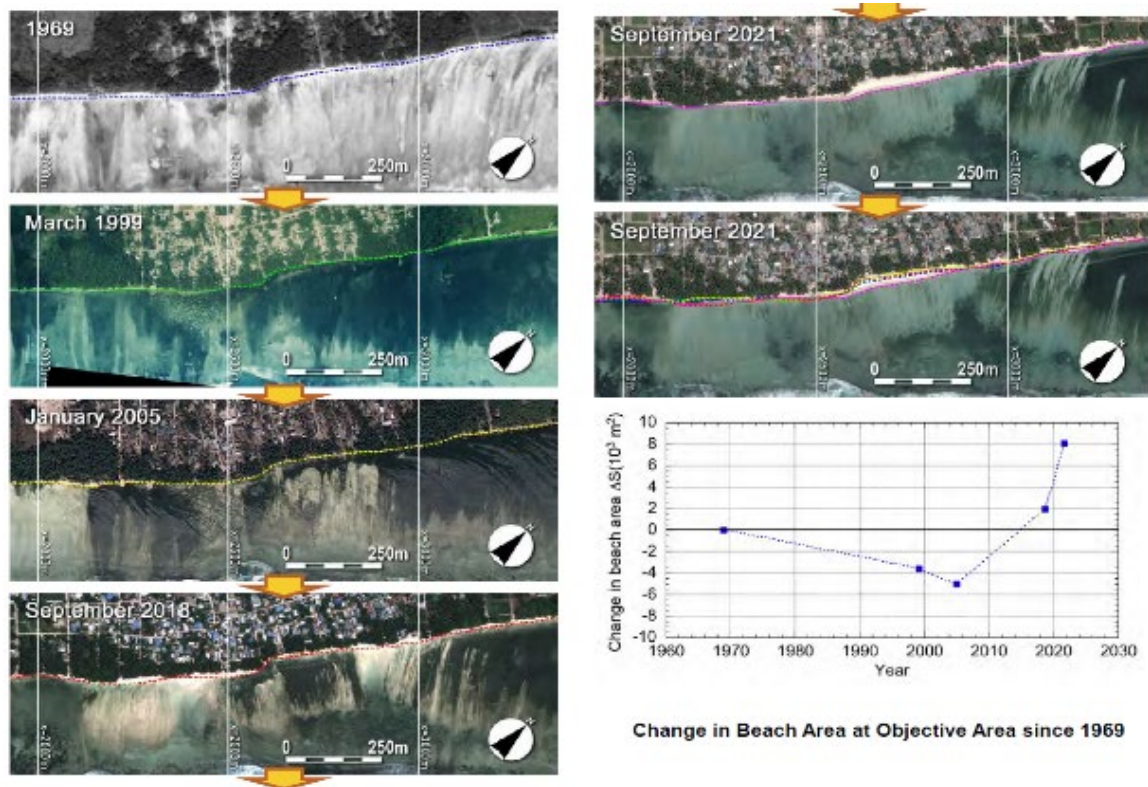 1969
0 250m
March 1999
0 250m
January 2005
0 250m
September 2018
0 250m
September 2021
0 250m
September 2021
0 250m
Change in beach area ΔS(10³ m²)
10
8
6
4
2
0
-2
-4
-6
-8
-10
1960 1970 1980 1990 2000 2010 2020 2030
Year
Change in Beach Area at Objective Area since 1969